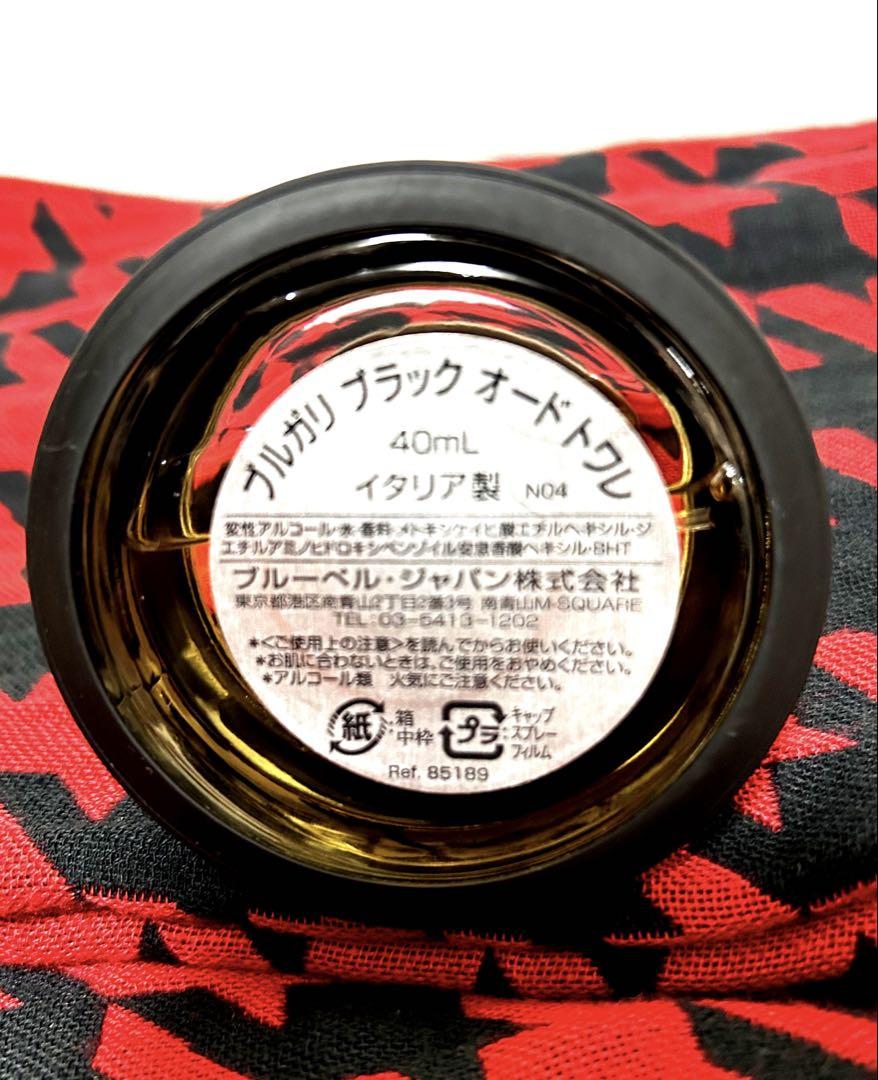 ブルガリ ブラック オードトワレ
40mL
イタリア製 N04
変性アルコール・水・香料・メトキシケイヒ酸エチルヘキシル・ジ
エチルアミノヒドロキシベンゾイル安息香酸ヘキシル・BHT
ブルーベル・ジャパン株式会社
東京都港区南青山2丁目2番3号 南青山M-SQUARE
TEL:03-5413-1202
*<ご使用上の注意>を読んでからお使いください。
*お肌に合わないときは、ご使用をおやめください。
*アルコール類 火気にご注意ください。
紙 :箱 中枠
プラ :キャップ スプレー フィルム
Ref. 85189